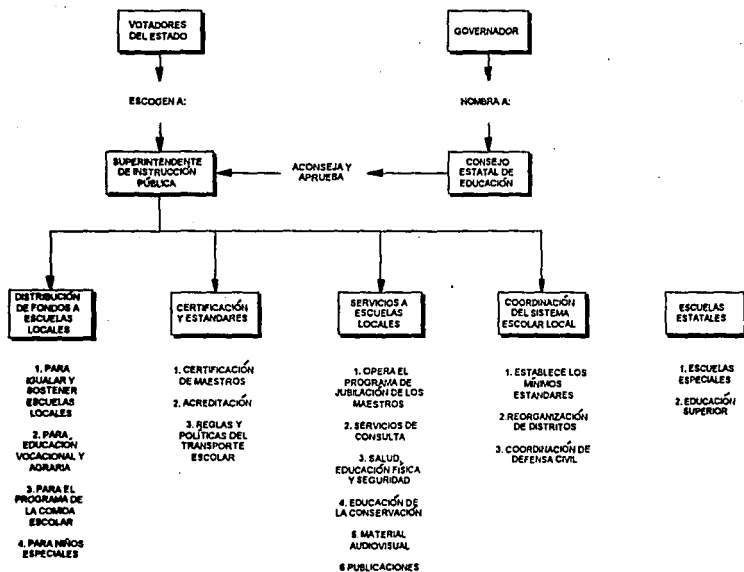 VOTADORES
DEL ESTADO
GOVERNADOR
ESCOGEN A:
NOMBRA A:
SUPERINTENDENTE
DE INSTRUCCIÓN
PÚBLICA
ACONSEJA Y
APRUEBA
CONSEJO
ESTATAL DE
EDUCACIÓN
DISTRIBUCIÓN
DE FONDOS A
ESCUELAS
LOCALES
1. PARA
IGUALAR Y
SOSTENER
ESCUELAS
LOCALES
2. PARA
EDUCACIÓN
VOCACIONAL Y
AGRARIA
3. PARA EL
PROGRAMA DE
LA COMIDA
ESCOLAR
4. PARA NIÑOS
ESPECIALES
CERTIFICACIÓN
Y ESTANDARES
1. CERTIFICACIÓN
DE MAESTROS
2. ACREDITACIÓN
3. REGLAS Y
POLÍTICAS DEL
TRANSPORTE
ESCOLAR
SERVICIOS A
ESCUELAS
LOCALES
1. OPERA EL
PROGRAMA DE
JUBILACIÓN DE LOS
MAESTROS
2. SERVICIOS DE
CONSULTA
3. SALUD,
EDUCACIÓN FÍSICA
Y SEGURIDAD
4. EDUCACIÓN DE
LA CONSERVACIÓN
5. MATERIAL
AUDIOVISUAL
6 PUBLICACIONES
COORDINACIÓN
DEL SISTEMA
ESCOLAR LOCAL
1. ESTABLECE LOS
MÍNIMOS
ESTANDARES
2. REORGANIZACIÓN
DE DISTRITOS
3. COORDINACIÓN DE
DEFENSA CIVIL
ESCUELAS
ESTATALES
1. ESCUELAS
ESPECIALES
2. EDUCACIÓN
SUPERIOR